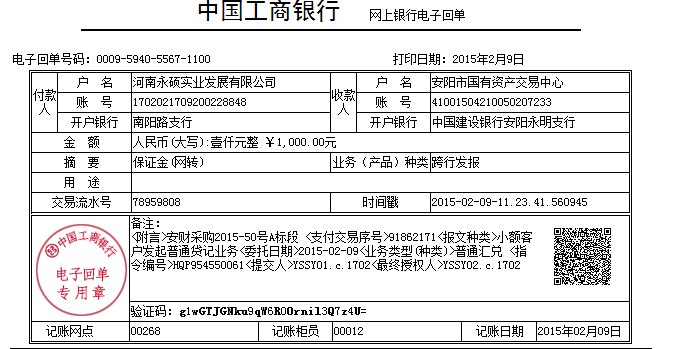 中国工商银行 网上银行电子回单
电子回单号码：0009-5940-5567-1100 打印日期：2015年2月9日
付款人 户 名 河南永硕实业发展有限公司 收款人 户 名 安阳市国有资产交易中心
账 号 1702021709200228848 账 号 41001504210050207233
开户银行 南阳路支行 开户银行 中国建设银行安阳永明支行
金 额 人民币(大写):壹仟元整 ￥1,000.00元
摘 要 保证金(网转) 业务（产品）种类 跨行发报
用 途
交易流水号 78959808 时间戳 2015-02-09-11.23.41.560945
中国工商银行
电子回单
专用章
备注：
<附言>安财采购2015-50号A标段 <支付交易序号>91862171<报文种类>小额客
户发起普通贷记业务<委托日期>2015-02-09<业务类型(种类)>普通汇兑 <指
令编号>HQP954550061<提交人>YSSY01.c.1702<最终授权人>YSSY02.c.1702
验证码：g1wGTJGNku9qW6R0Ornil3Q7z4U=
记账网点 00268 记账柜员 00012 记账日期 2015年02月09日